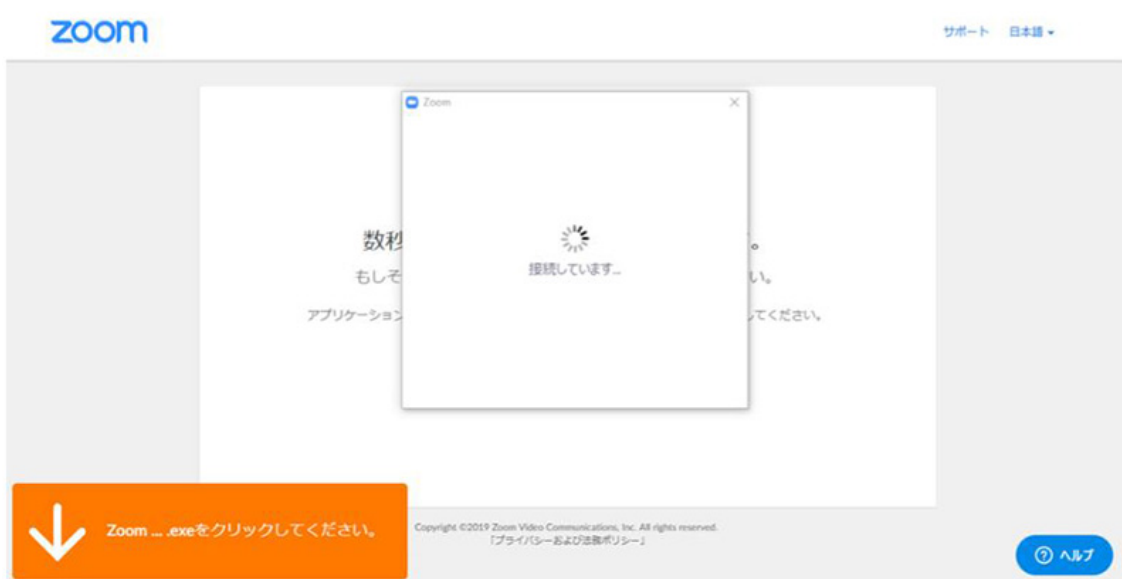 zoom
サポート 日本語
Zoom
数秒
。
接続しています...
もしそ
い。
アプリケーション
してください。
Zoom ... .exeをクリックしてください。
Copyright ©2019 Zoom Video Communications, Inc. All rights reserved.
「プライバシーおよび法務ポリシー」
ヘルプ